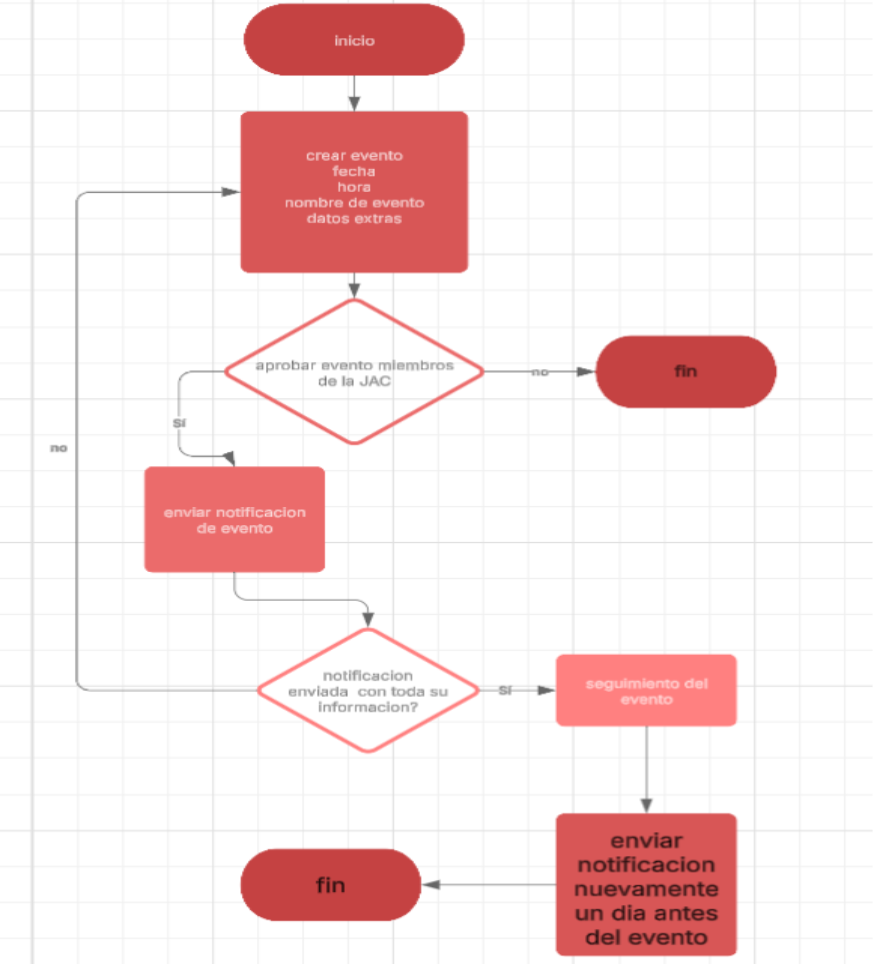 inicio
crear evento
fecha
hora
nombre de evento
datos extras
aprobar evento miembros
de la JAC
no
fin
Sí
no
enviar notificacion
de evento
notificacion
enviada con toda su
informacion?
Sí
seguimiento del
evento
enviar
notificacion
nuevamente
un dia antes
del evento
fin